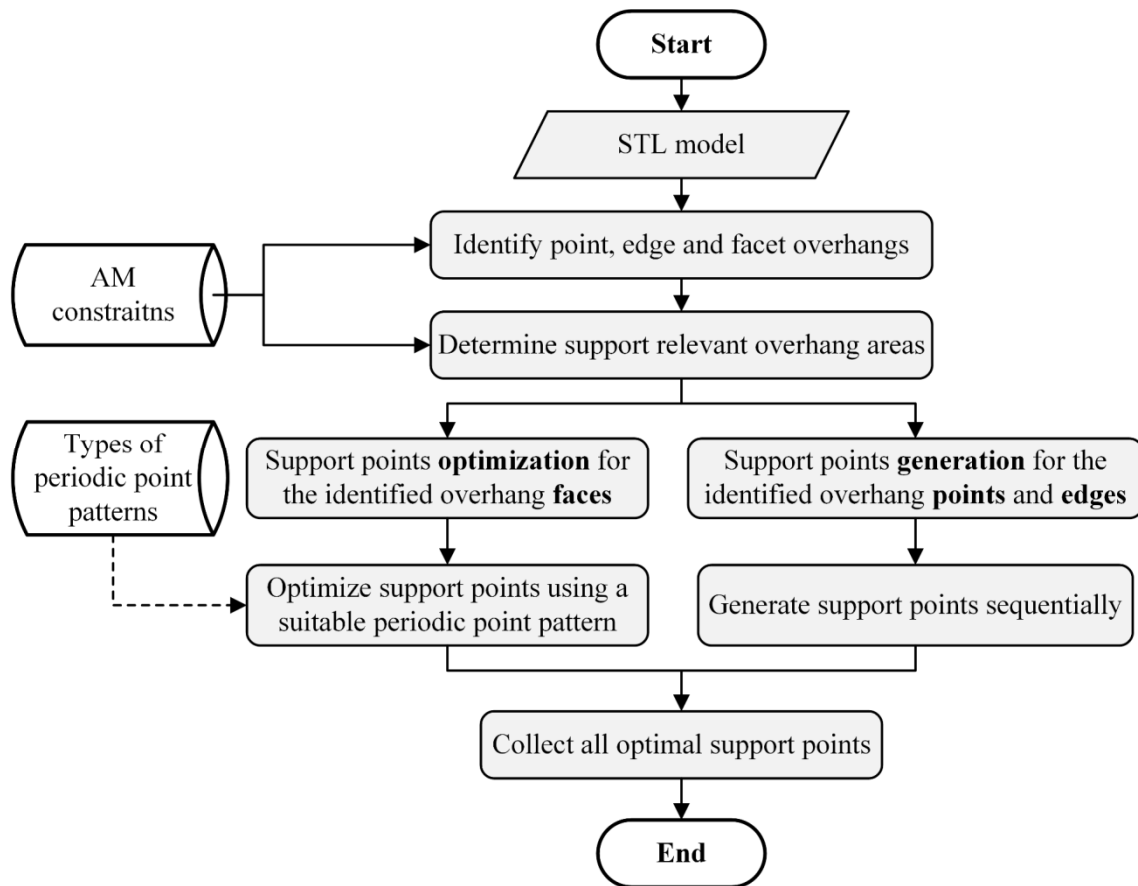 Start
STL model
Identify point, edge and facet overhangs
AM
constraitns
Determine support relevant overhang areas
Types of
periodic point
patterns
Support points optimization for
the identified overhang faces
Support points generation for the
identified overhang points and edges
Optimize support points using a
suitable periodic point pattern
Generate support points sequentially
Collect all optimal support points
End